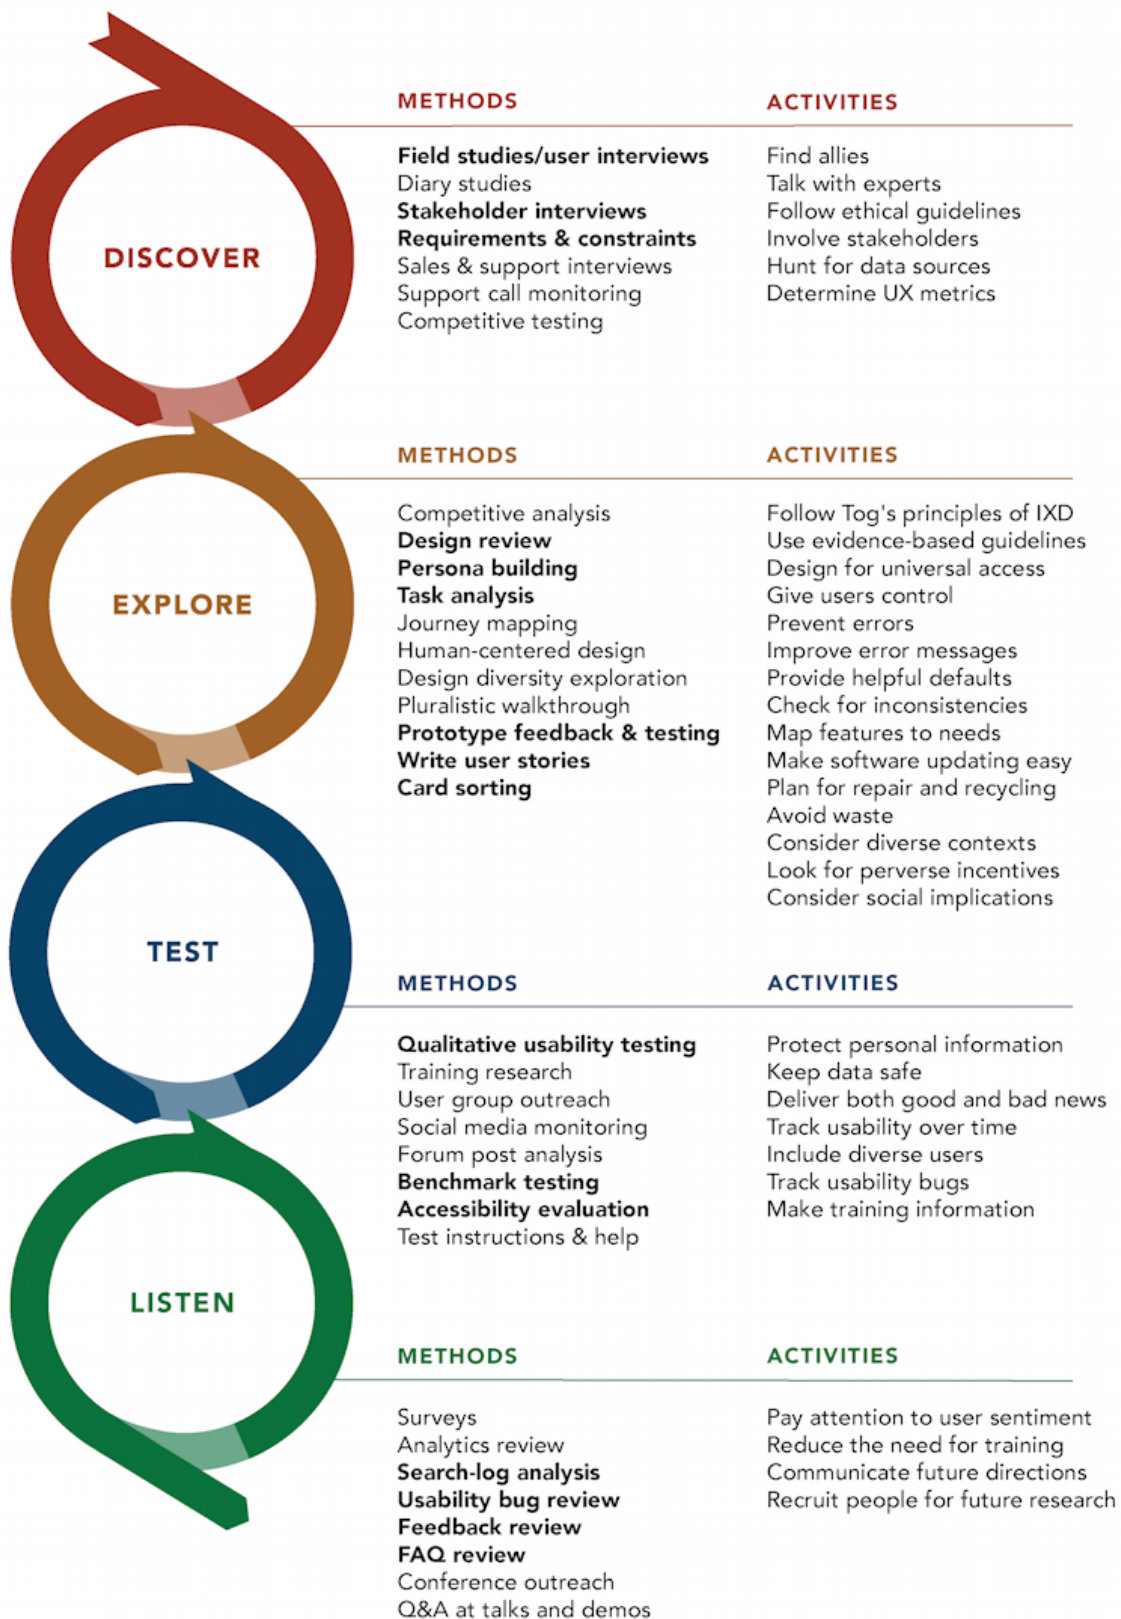 DISCOVER
METHODS
Field studies/user interviews
Diary studies
Stakeholder interviews
Requirements & constraints
Sales & support interviews
Support call monitoring
Competitive testing
ACTIVITIES
Find allies
Talk with experts
Follow ethical guidelines
Involve stakeholders
Hunt for data sources
Determine UX metrics
EXPLORE
METHODS
Competitive analysis
Design review
Persona building
Task analysis
Journey mapping
Human-centered design
Design diversity exploration
Pluralistic walkthrough
Prototype feedback & testing
Write user stories
Card sorting
ACTIVITIES
Follow Tog's principles of IXD
Use evidence-based guidelines
Design for universal access
Give users control
Prevent errors
Improve error messages
Provide helpful defaults
Check for inconsistencies
Map features to needs
Make software updating easy
Plan for repair and recycling
Avoid waste
Consider diverse contexts
Look for perverse incentives
Consider social implications
TEST
METHODS
Qualitative usability testing
Training research
User group outreach
Social media monitoring
Forum post analysis
Benchmark testing
Accessibility evaluation
Test instructions & help
ACTIVITIES
Protect personal information
Keep data safe
Deliver both good and bad news
Track usability over time
Include diverse users
Track usability bugs
Make training information
LISTEN
METHODS
Surveys
Analytics review
Search-log analysis
Usability bug review
Feedback review
FAQ review
Conference outreach
Q&A at talks and demos
ACTIVITIES
Pay attention to user sentiment
Reduce the need for training
Communicate future directions
Recruit people for future research